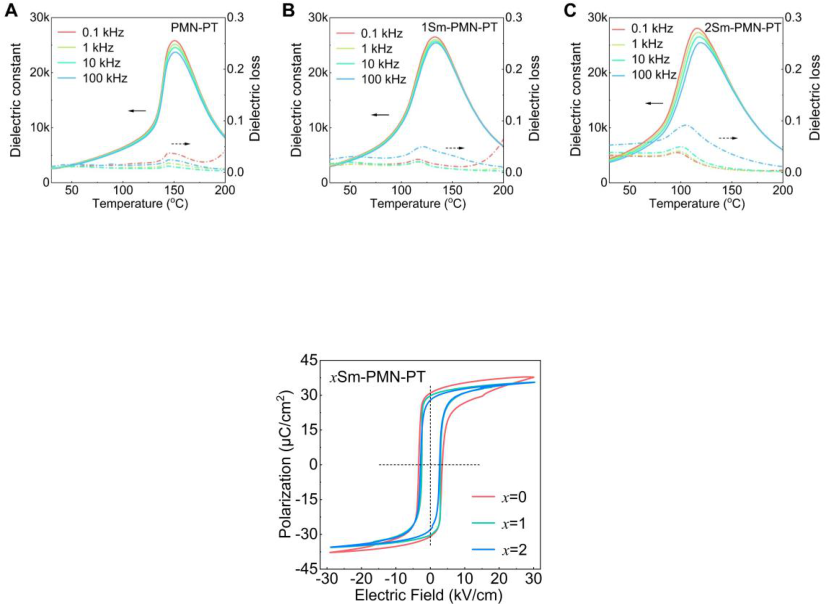 A
30k
20k
10k
0
Dielectric constant
0.1 kHz
1 kHz
10 kHz
100 kHz
PMN-PT
0.3
0.2
0.1
0.0
Dielectric loss
50 100 150 200
Temperature (°C)
B
30k
20k
10k
0
Dielectric constant
0.1 kHz
1 kHz
10 kHz
100 kHz
1Sm-PMN-PT
0.3
0.2
0.1
0.0
Dielectric loss
50 100 150 200
Temperature (°C)
C
30k
20k
10k
0
Dielectric constant
0.1 kHz
1 kHz
10 kHz
100 kHz
2Sm-PMN-PT
0.3
0.2
0.1
0.0
Dielectric loss
50 100 150 200
Temperature (°C)
45
30
15
0
-15
-30
-45
Polarization (μC/cm²)
xSm-PMN-PT
x=0
x=1
x=2
-30 -20 -10 0 10 20 30
Electric Field (kV/cm)